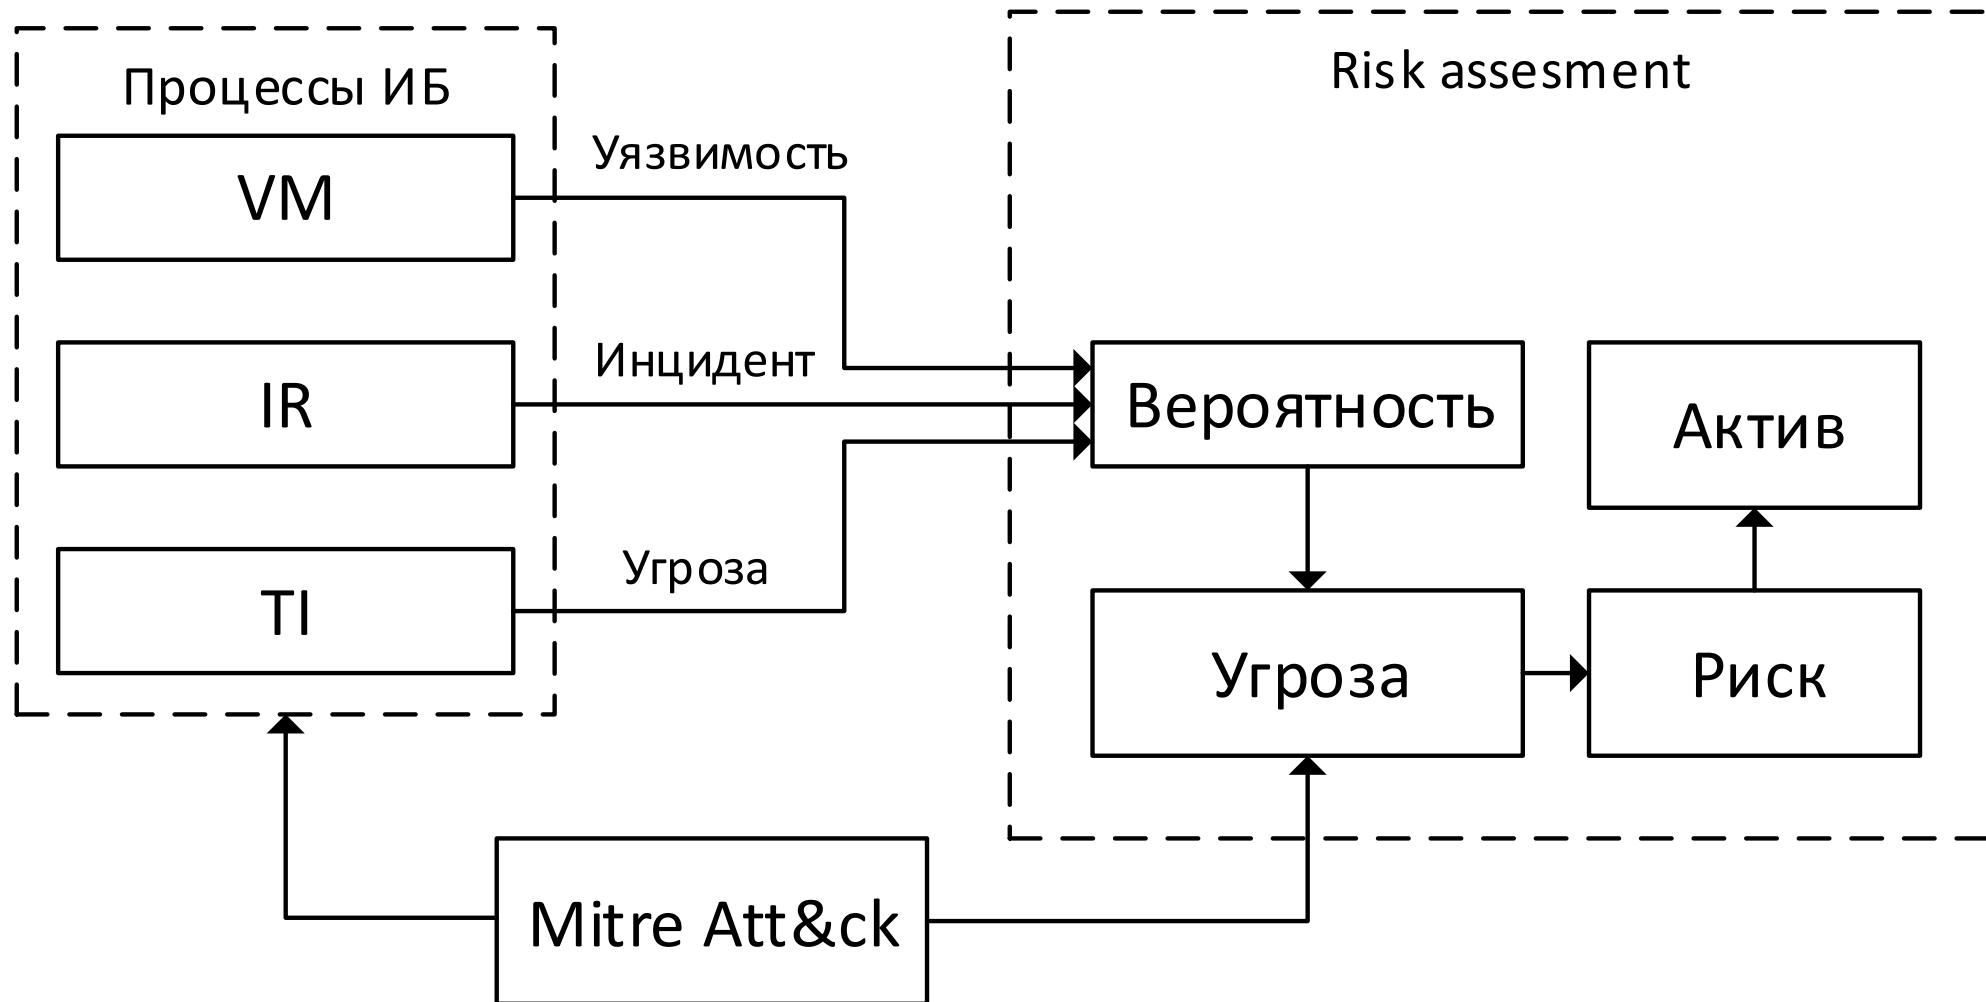 Процессы ИБ
VM
IR
TI
Уязвимость
Инцидент
Угроза
Risk assesment
Вероятность
Актив
Угроза
Риск
Mitre Att&ck